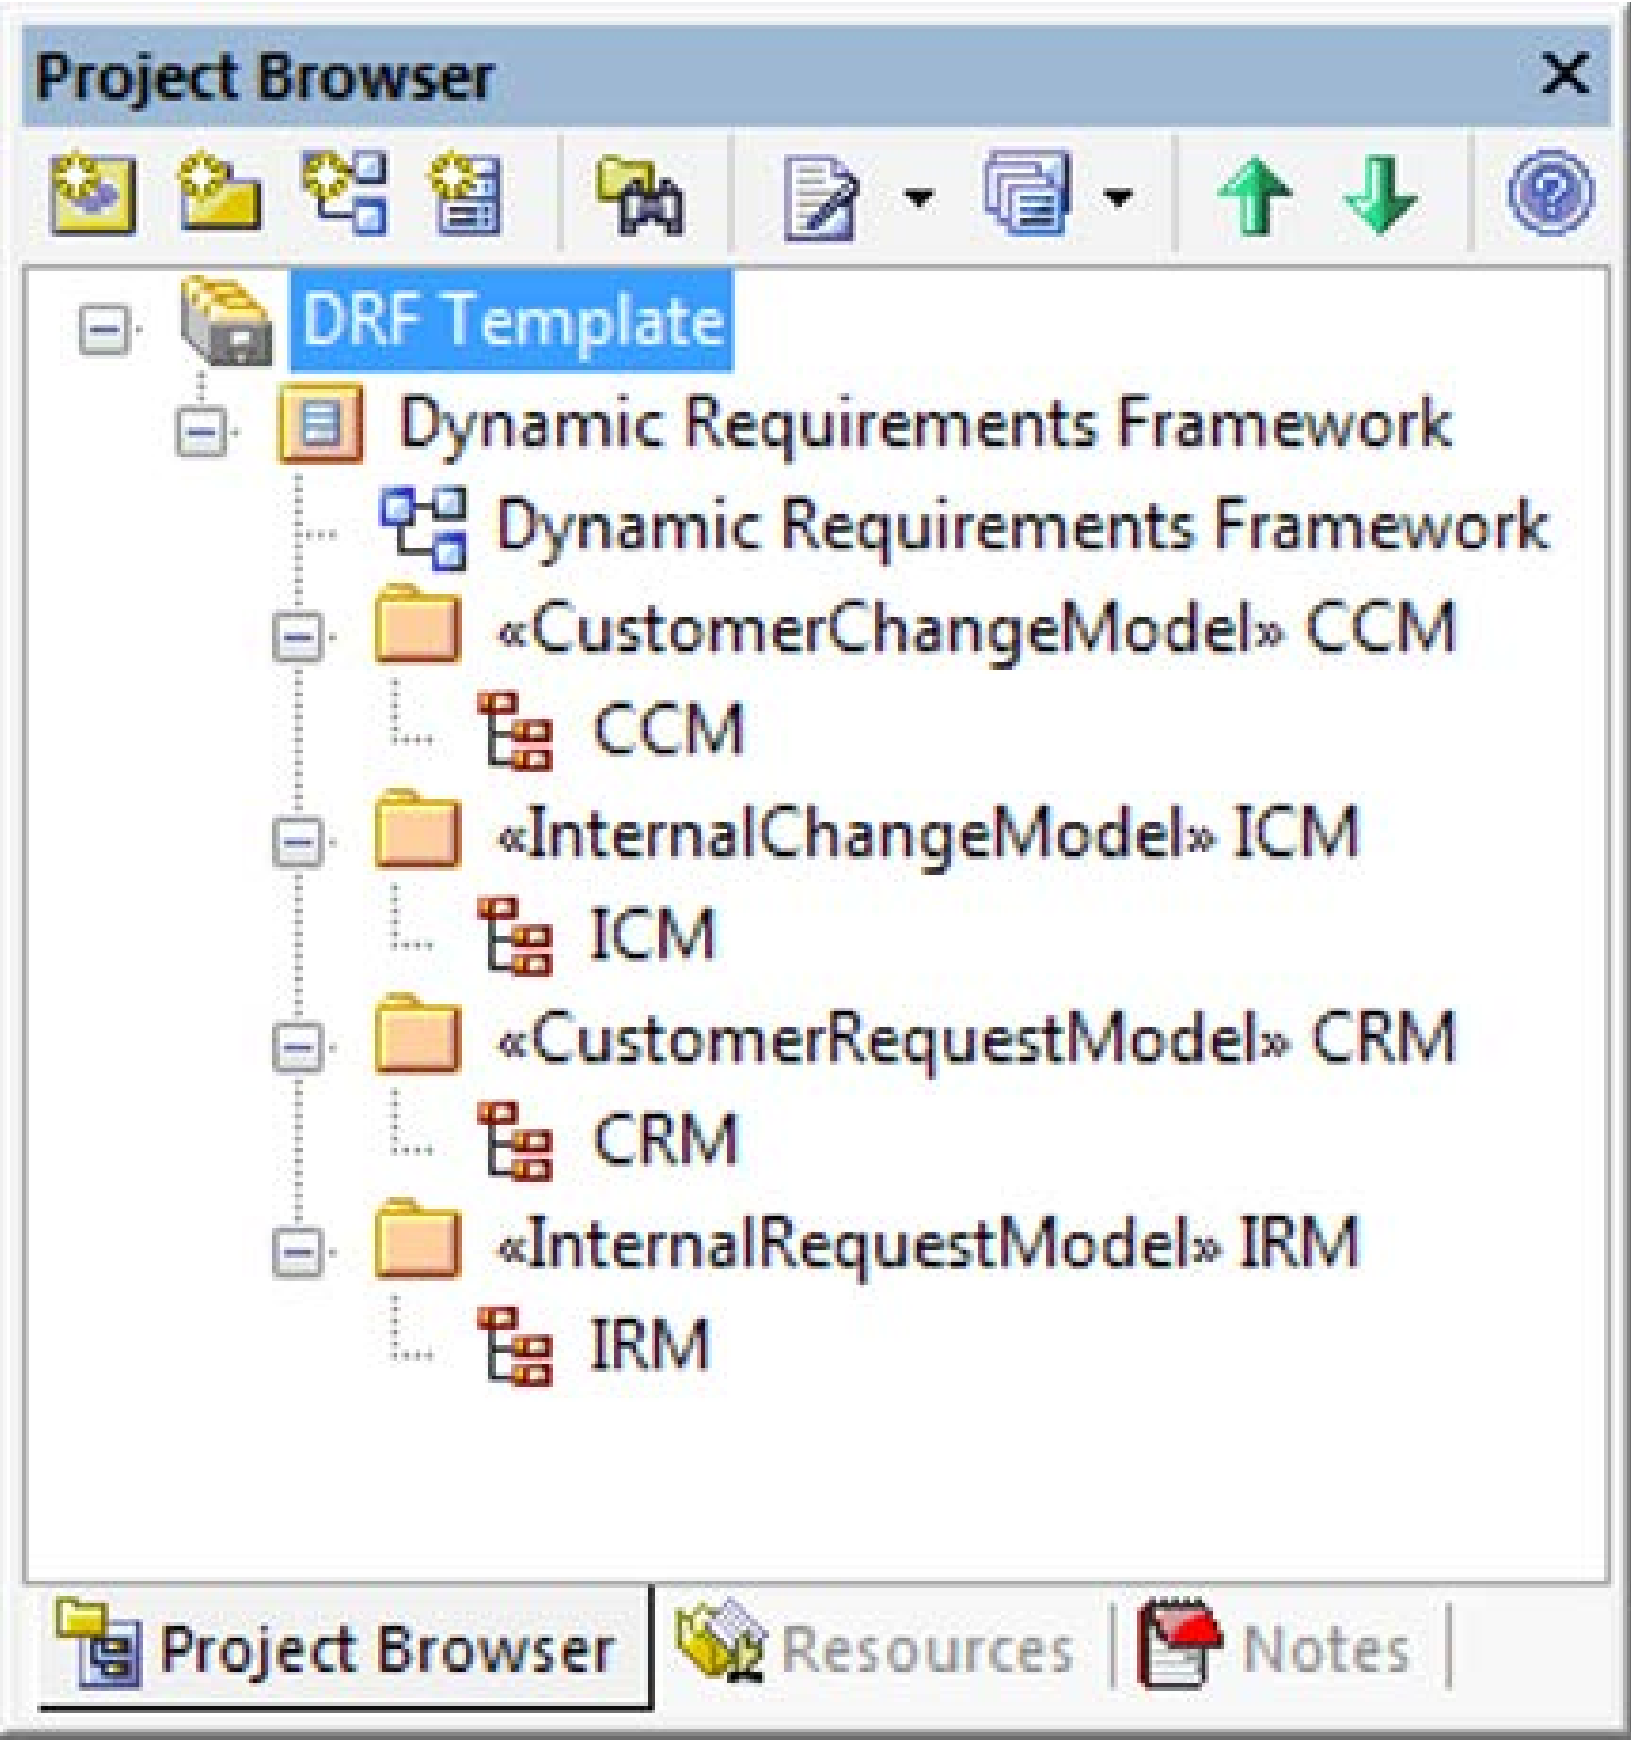 Project Browser
DRF Template
Dynamic Requirements Framework
Dynamic Requirements Framework
«CustomerChangeModel» CCM
CCM
«InternalChangeModel» ICM
ICM
«CustomerRequestModel» CRM
CRM
«InternalRequestModel» IRM
IRM
Project Browser Resources Notes